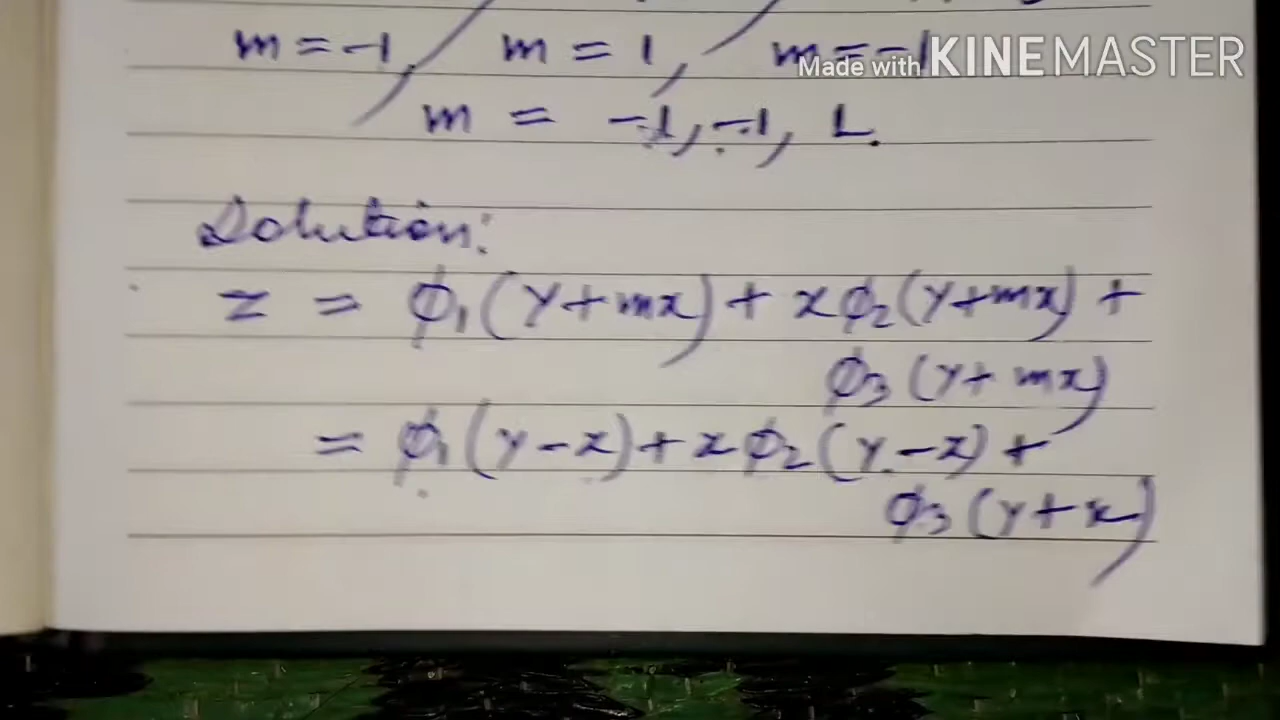 m = -1, m = 1, m = -1
Made with KINEMASTER
m = -1, -1, 1.
Solution:
z = φ₁(y+mx) + xφ₂(y+mx) +
φ₃(y+mx)
= φ₁(y-x) + xφ₂(y-x) +
φ₃(y+x)